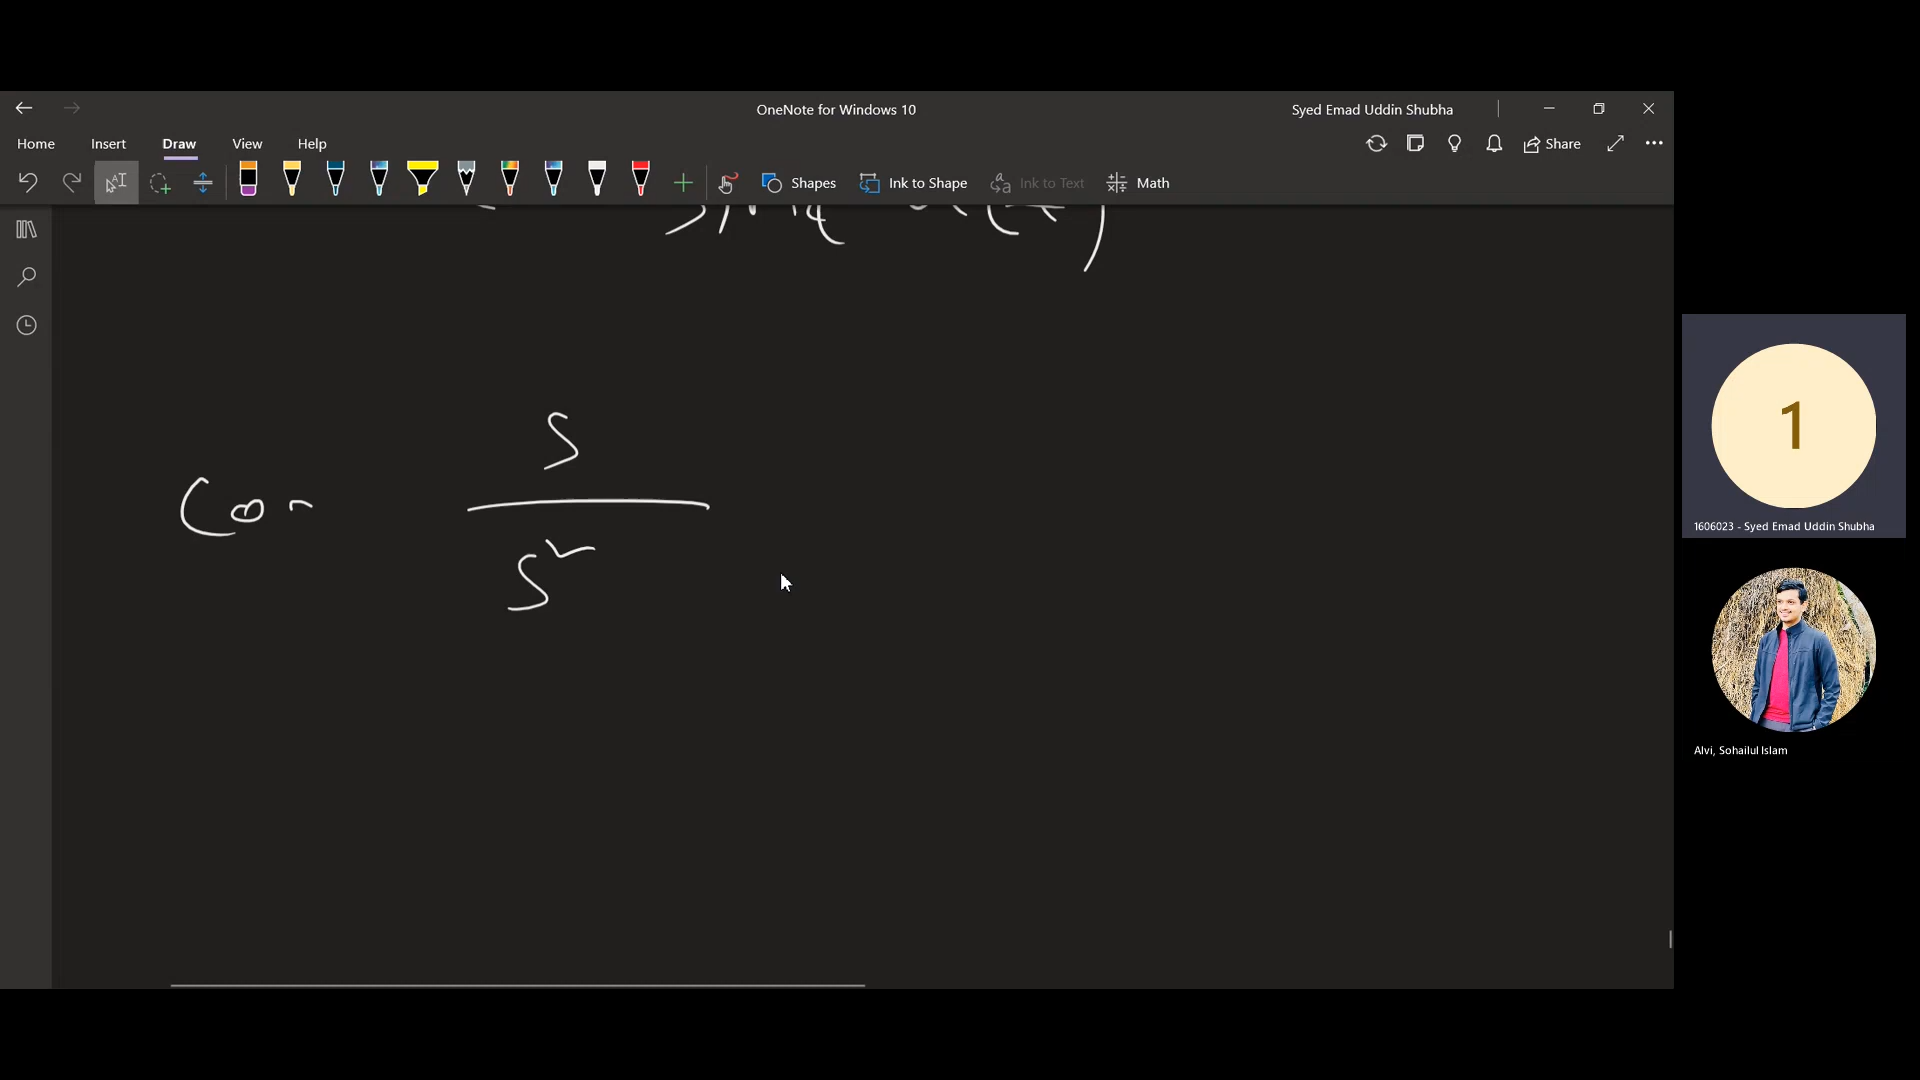 OneNote for Windows 10
Syed Emad Uddin Shubha
Home Insert Draw View Help
Share
Shapes Ink to Shape Ink to Text Math
S
S²
1
1606023 - Syed Emad Uddin Shubha
Alvi, Sohailul Islam